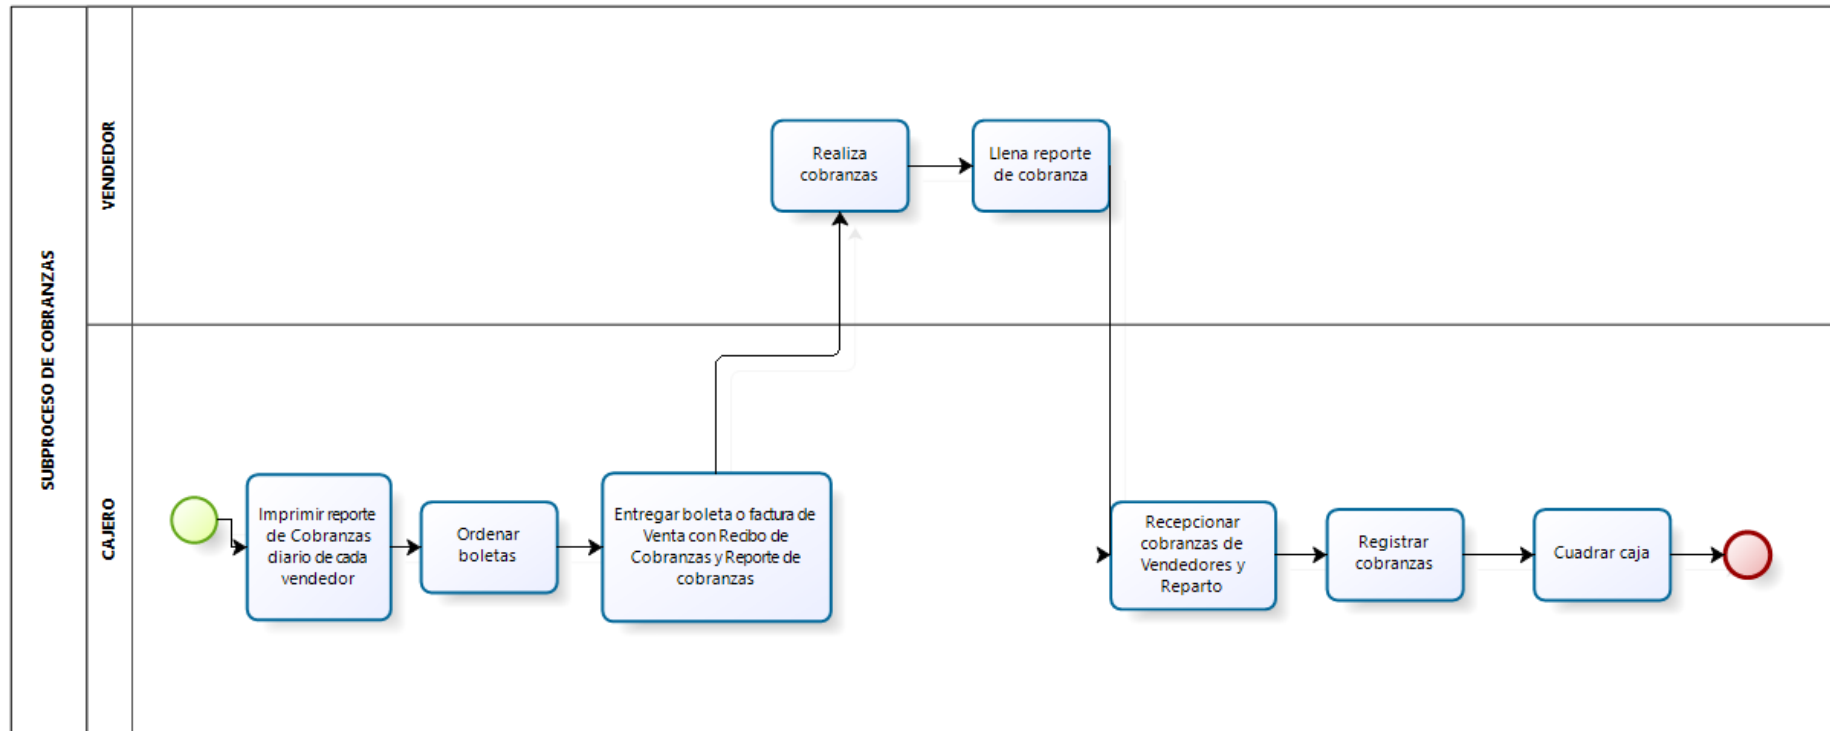 SUBPROCESO DE COBRANZAS
VENDEDOR
Realiza
cobranzas
Llena reporte
de cobranza
CAJERO
Imprimir reporte
de Cobranzas
diario de cada
vendedor
Ordenar
boletas
Entregar boleta o factura de
Venta con Recibo de
Cobranzas y Reporte de
cobranzas
Recepcionar
cobranzas de
Vendedores y
Reparto
Registrar
cobranzas
Cuadrar caja